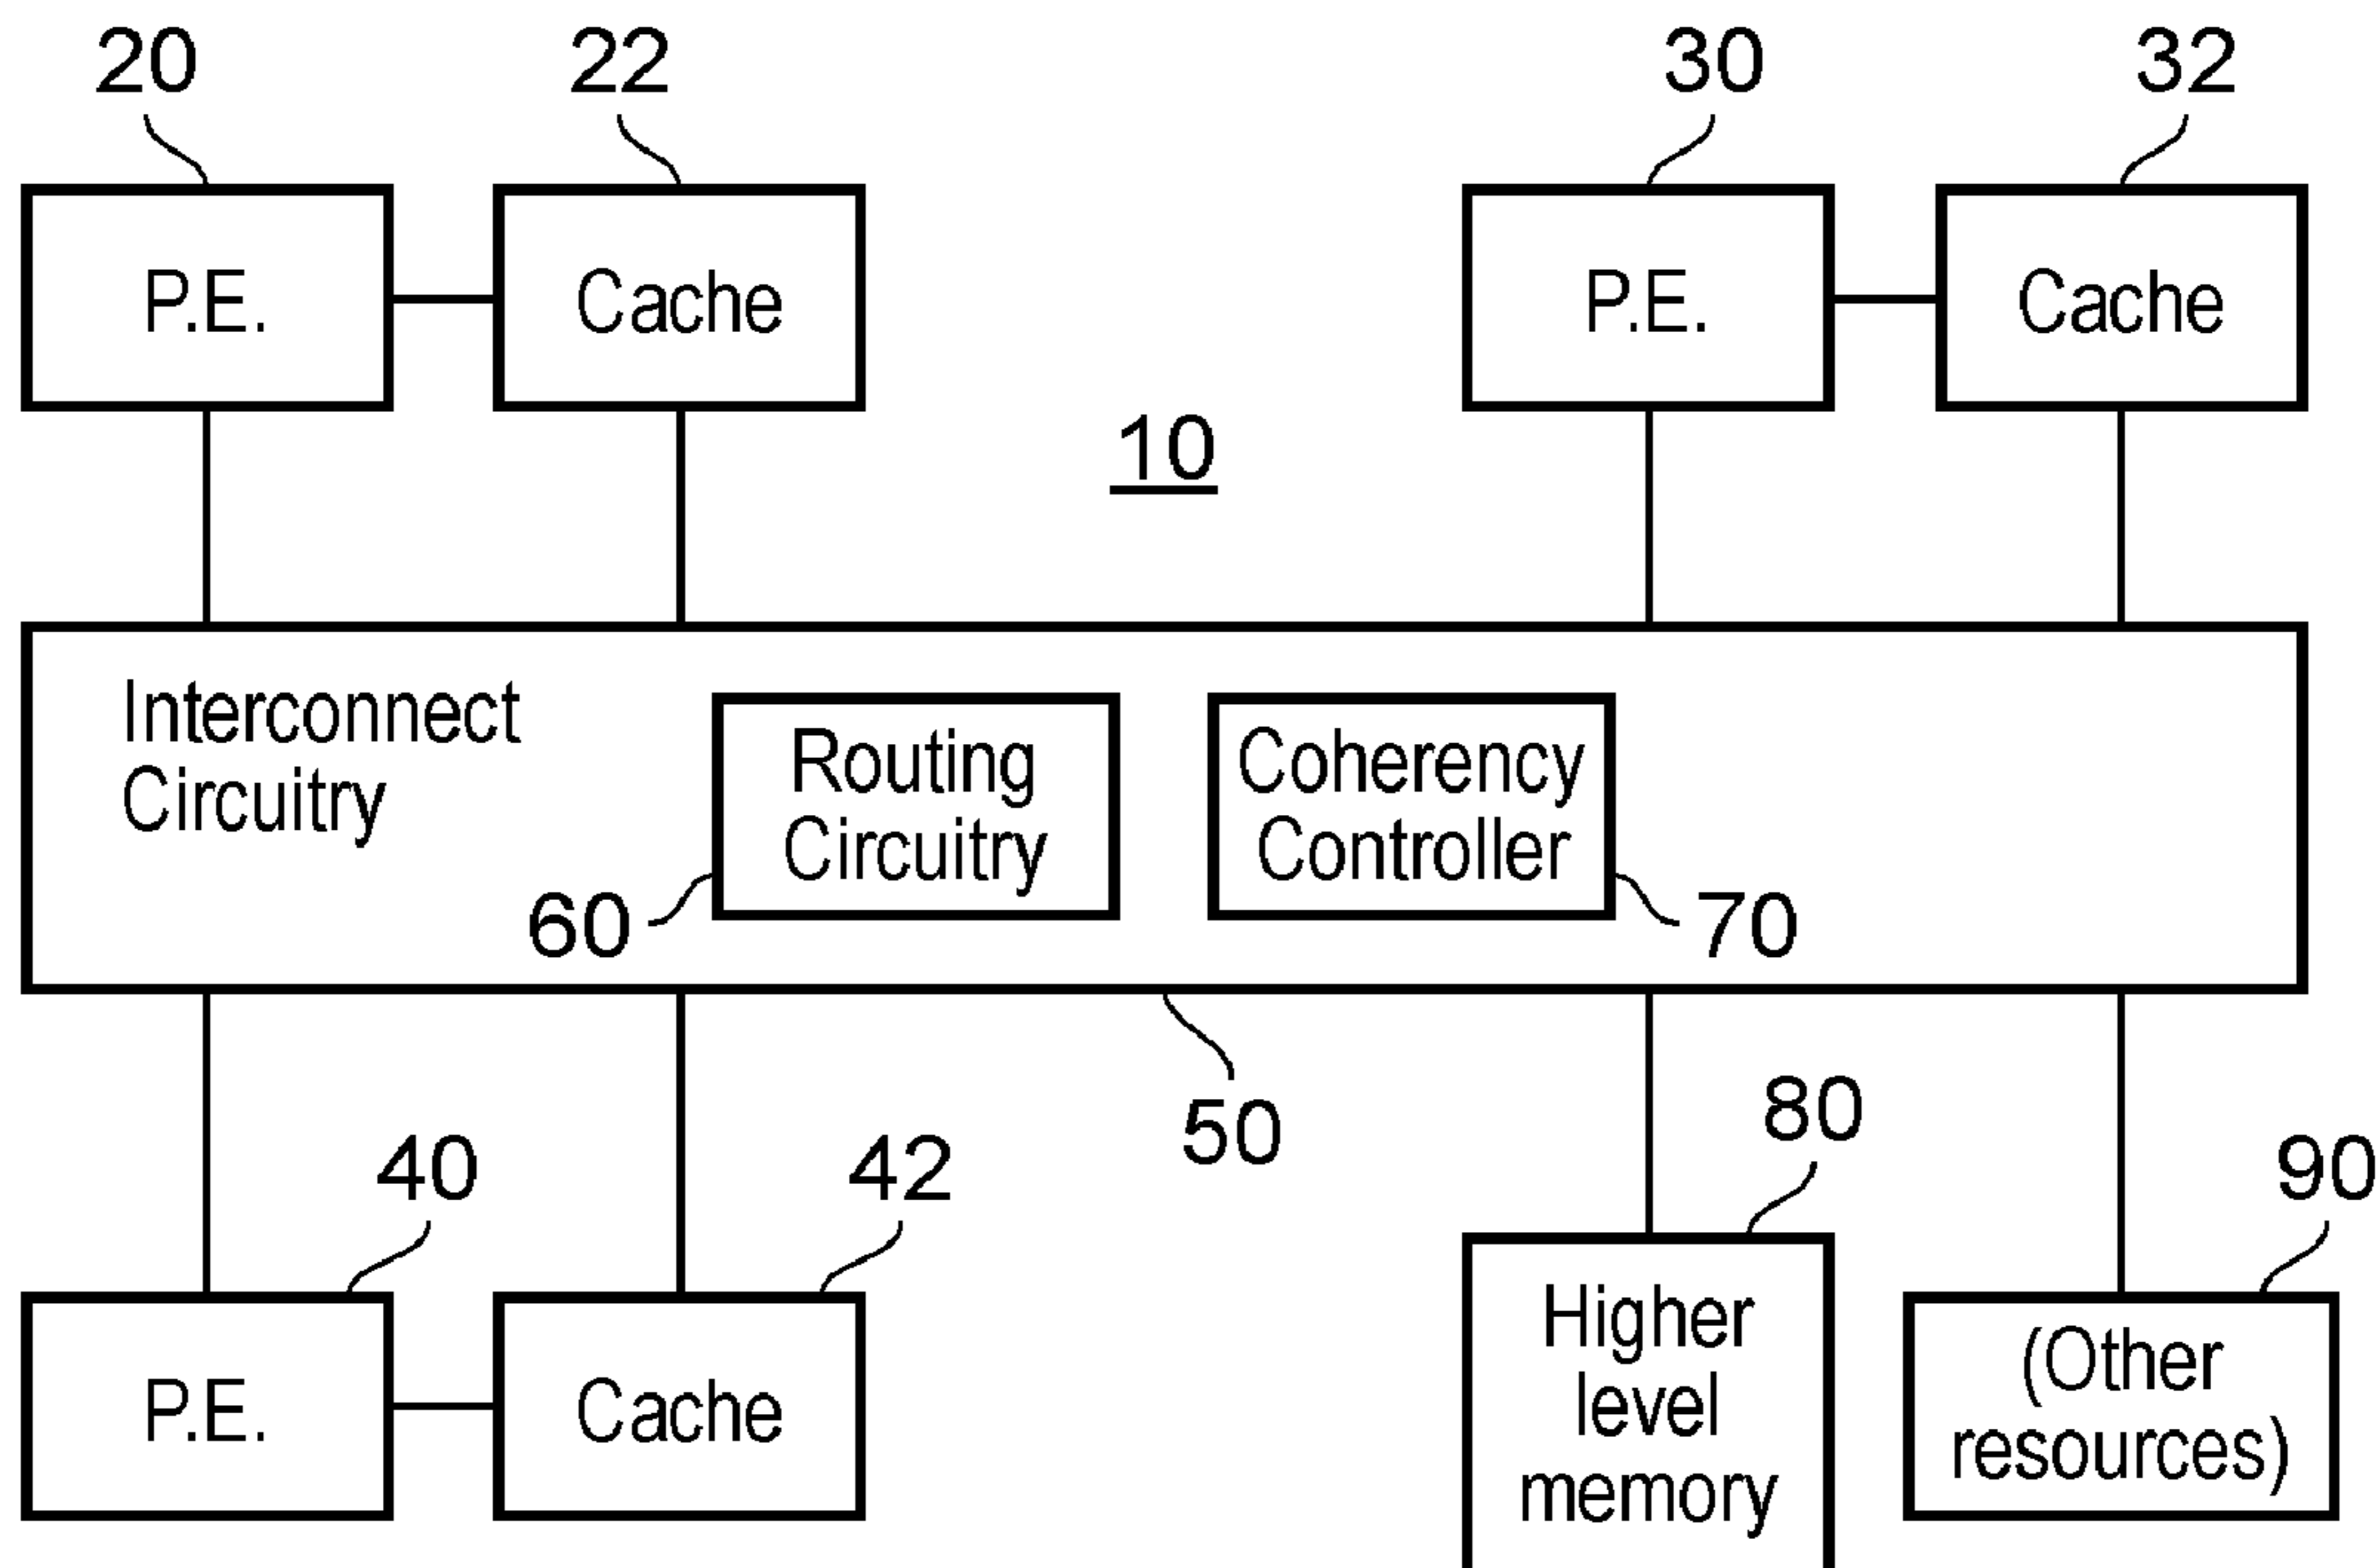 20
22
30
32
P.E.
Cache
P.E.
Cache
10
Interconnect
Circuitry
Routing
Circuitry
Coherency
Controller
60
70
50
80
40
42
90
P.E.
Cache
Higher
level
memory
(Other
resources)